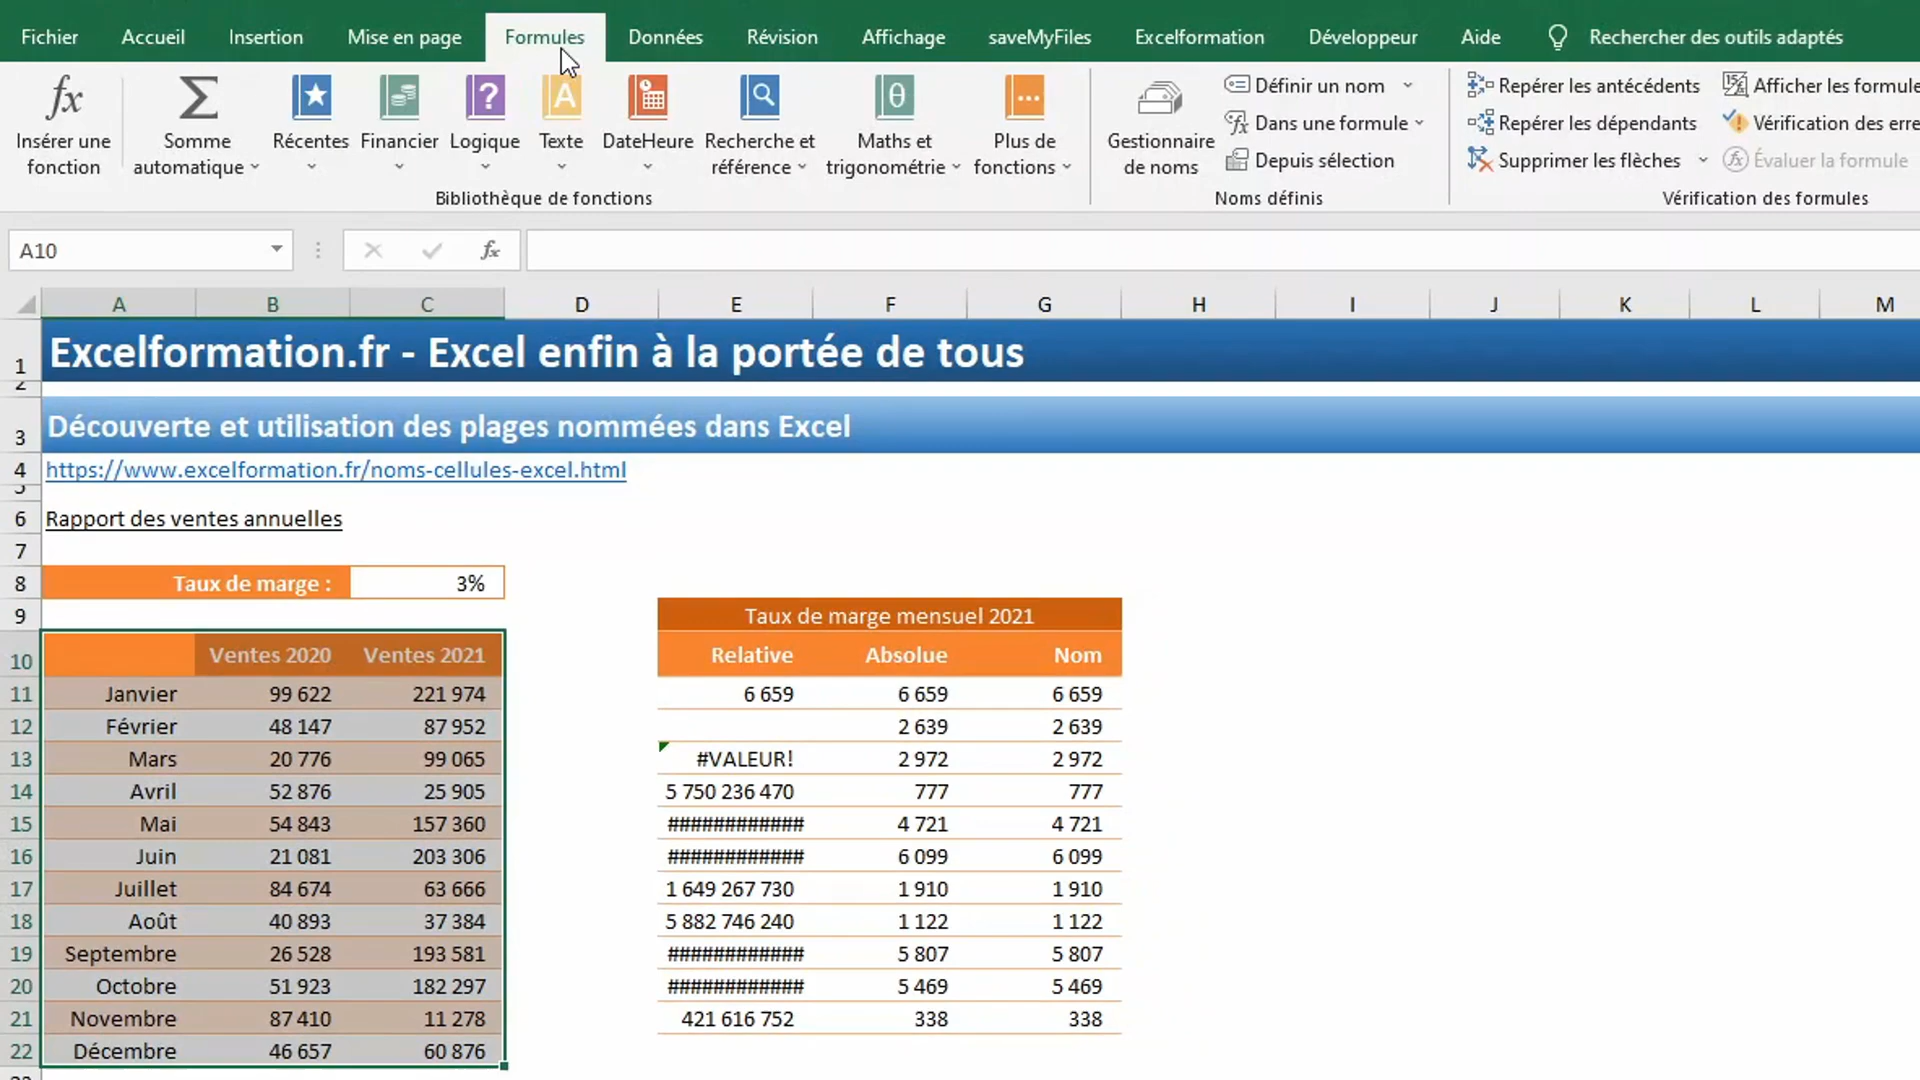 Fichier Accueil Insertion Mise en page Formules Données Révision Affichage saveMyFiles Excelformation Développeur Aide Rechercher des outils adaptés
Insérer une fonction
Somme automatique
Récentes
Financier
Logique
Texte
DateHeure
Recherche et référence
Maths et trigonométrie
Plus de fonctions
Bibliothèque de fonctions
Gestionnaire de noms
Définir un nom
Dans une formule
Depuis sélection
Noms définis
Repérer les antécédents
Repérer les dépendants
Supprimer les flèches
Afficher les formule
Vérification des erre
Évaluer la formule
Vérification des formules
A10 fx
A B C D E F G H I J K L M
1 Excelformation.fr - Excel enfin à la portée de tous
2
3 Découverte et utilisation des plages nommées dans Excel
4 https://www.excelformation.fr/noms-cellules-excel.html
5
6 Rapport des ventes annuelles
7
8 Taux de marge : 3%
9 Taux de marge mensuel 2021
10 Ventes 2020 Ventes 2021 Relative Absolue Nom
11 Janvier 99 622 221 974 6 659 6 659 6 659
12 Février 48 147 87 952 2 639 2 639
13 Mars 20 776 99 065 #VALEUR! 2 972 2 972
14 Avril 52 876 25 905 5 750 236 470 777 777
15 Mai 54 843 157 360 ############ 4 721 4 721
16 Juin 21 081 203 306 ############ 6 099 6 099
17 Juillet 84 674 63 666 1 649 267 730 1 910 1 910
18 Août 40 893 37 384 5 882 746 240 1 122 1 122
19 Septembre 26 528 193 581 ############ 5 807 5 807
20 Octobre 51 923 182 297 ############ 5 469 5 469
21 Novembre 87 410 11 278 421 616 752 338 338
22 Décembre 46 657 60 876